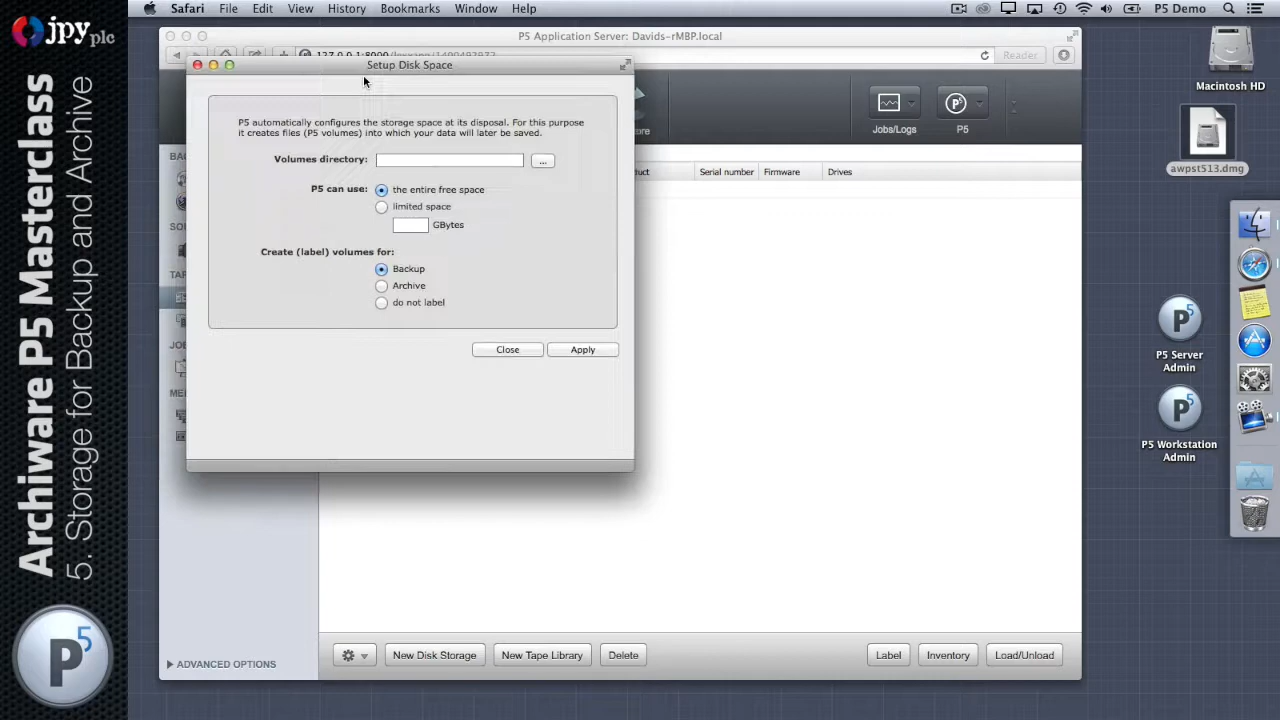 Safari File Edit View History Bookmarks Window Help P5 Demo
jpy plc
Archiware P5 Masterclass
5. Storage for Backup and Archive
P5
P5 Application Server: Davids-rMBP.local
Reader
Setup Disk Space
P5 automatically configures the storage space at its disposal. For this purpose
it creates files (P5 volumes) into which your data will later be saved.
Volumes directory: ...
P5 can use: the entire free space
limited space
GBytes
Create (label) volumes for:
Backup
Archive
do not label
Close Apply
Jobs/Logs P5
Serial number Firmware Drives
ADVANCED OPTIONS
New Disk Storage New Tape Library Delete Label Inventory Load/Unload
Macintosh HD
awpst513.dmg
P5 Server
Admin
P5 Workstation
Admin